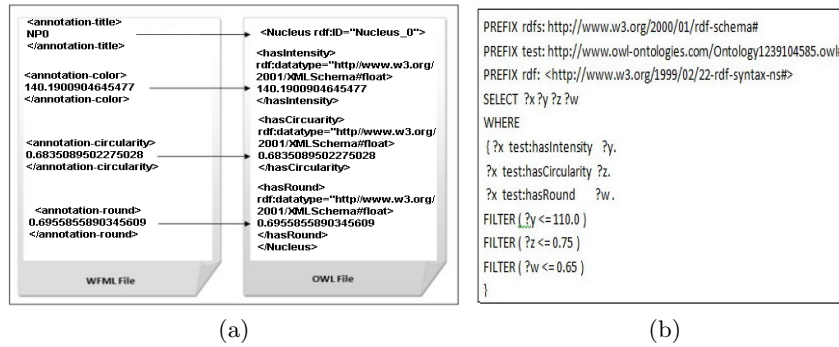 <annotation-title>
NP0
</annotation-title>
<annotation-color>
140.1900904645477
</annotation-color>
<annotation-circularity>
0.6835089502275028
</annotation-circularity>
<annotation-round>
0.6955855890345609
</annotation-round>
WFML File
<Nucleus rdf:ID="Nucleus_0">
<hasIntensity>
rdf:datatype="http//www.w3.org/
2001/XMLSchema#float>
140.1900904645477
</hasIntensity>
<hasCircuarity>
rdf:datatype="http//www.w3.org/
2001/XMLSchema#float>
0.6835089502275028
</hasCircularity>
<hasRound>
rdf:datatype="http//www.w3.org/
2001/XMLSchema#float>
0.6955855890345609
</hasRound>
</Nucleus>
OWL File
(a)
PREFIX rdfs: http://www.w3.org/2000/01/rdf-schema#
PREFIX test: http://www.owl-ontologies.com/Ontology1239104585.owl
PREFIX rdf: <http://www.w3.org/1999/02/22-rdf-syntax-ns#>
SELECT ?x ?y ?z ?w
WHERE
{ ?x test:hasIntensity ?y.
?x test:hasCircularity ?z.
?x test:hasRound ?w.
FILTER ( ?y <= 110.0 )
FILTER ( ?z <= 0.75 )
FILTER ( ?w <= 0.65 )
}
(b)